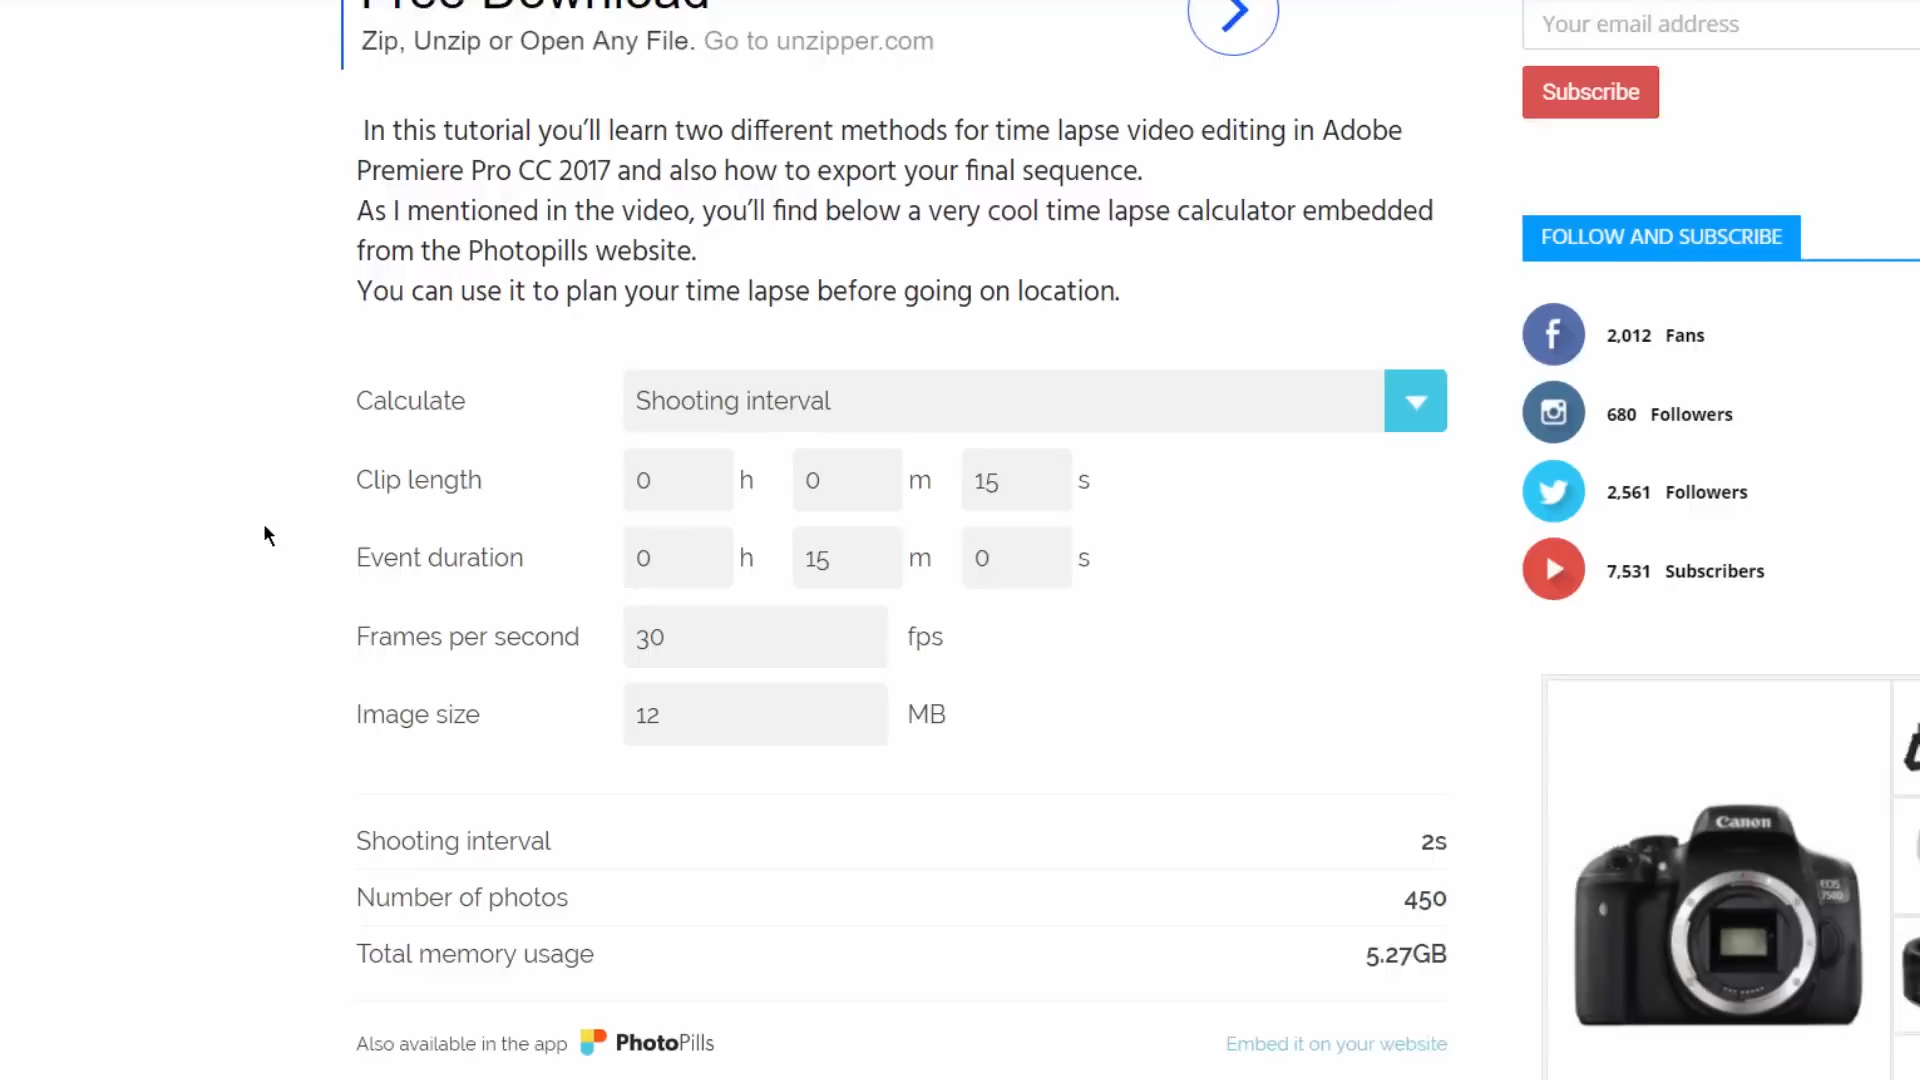 Free Download
Zip, Unzip or Open Any File. Go to unzipper.com
In this tutorial you'll learn two different methods for time lapse video editing in Adobe
Premiere Pro CC 2017 and also how to export your final sequence.
As I mentioned in the video, you'll find below a very cool time lapse calculator embedded
from the Photopills website.
You can use it to plan your time lapse before going on location.
Calculate Shooting interval
Clip length 0 h 0 m 15 s
Event duration 0 h 15 m 0 s
Frames per second 30 fps
Image size 12 MB
Shooting interval 2s
Number of photos 450
Total memory usage 5.27GB
Also available in the app PhotoPills Embed it on your website
Your email address
Subscribe
FOLLOW AND SUBSCRIBE
2,012 Fans
680 Followers
2,561 Followers
7,531 Subscribers
Canon
EOS
750D